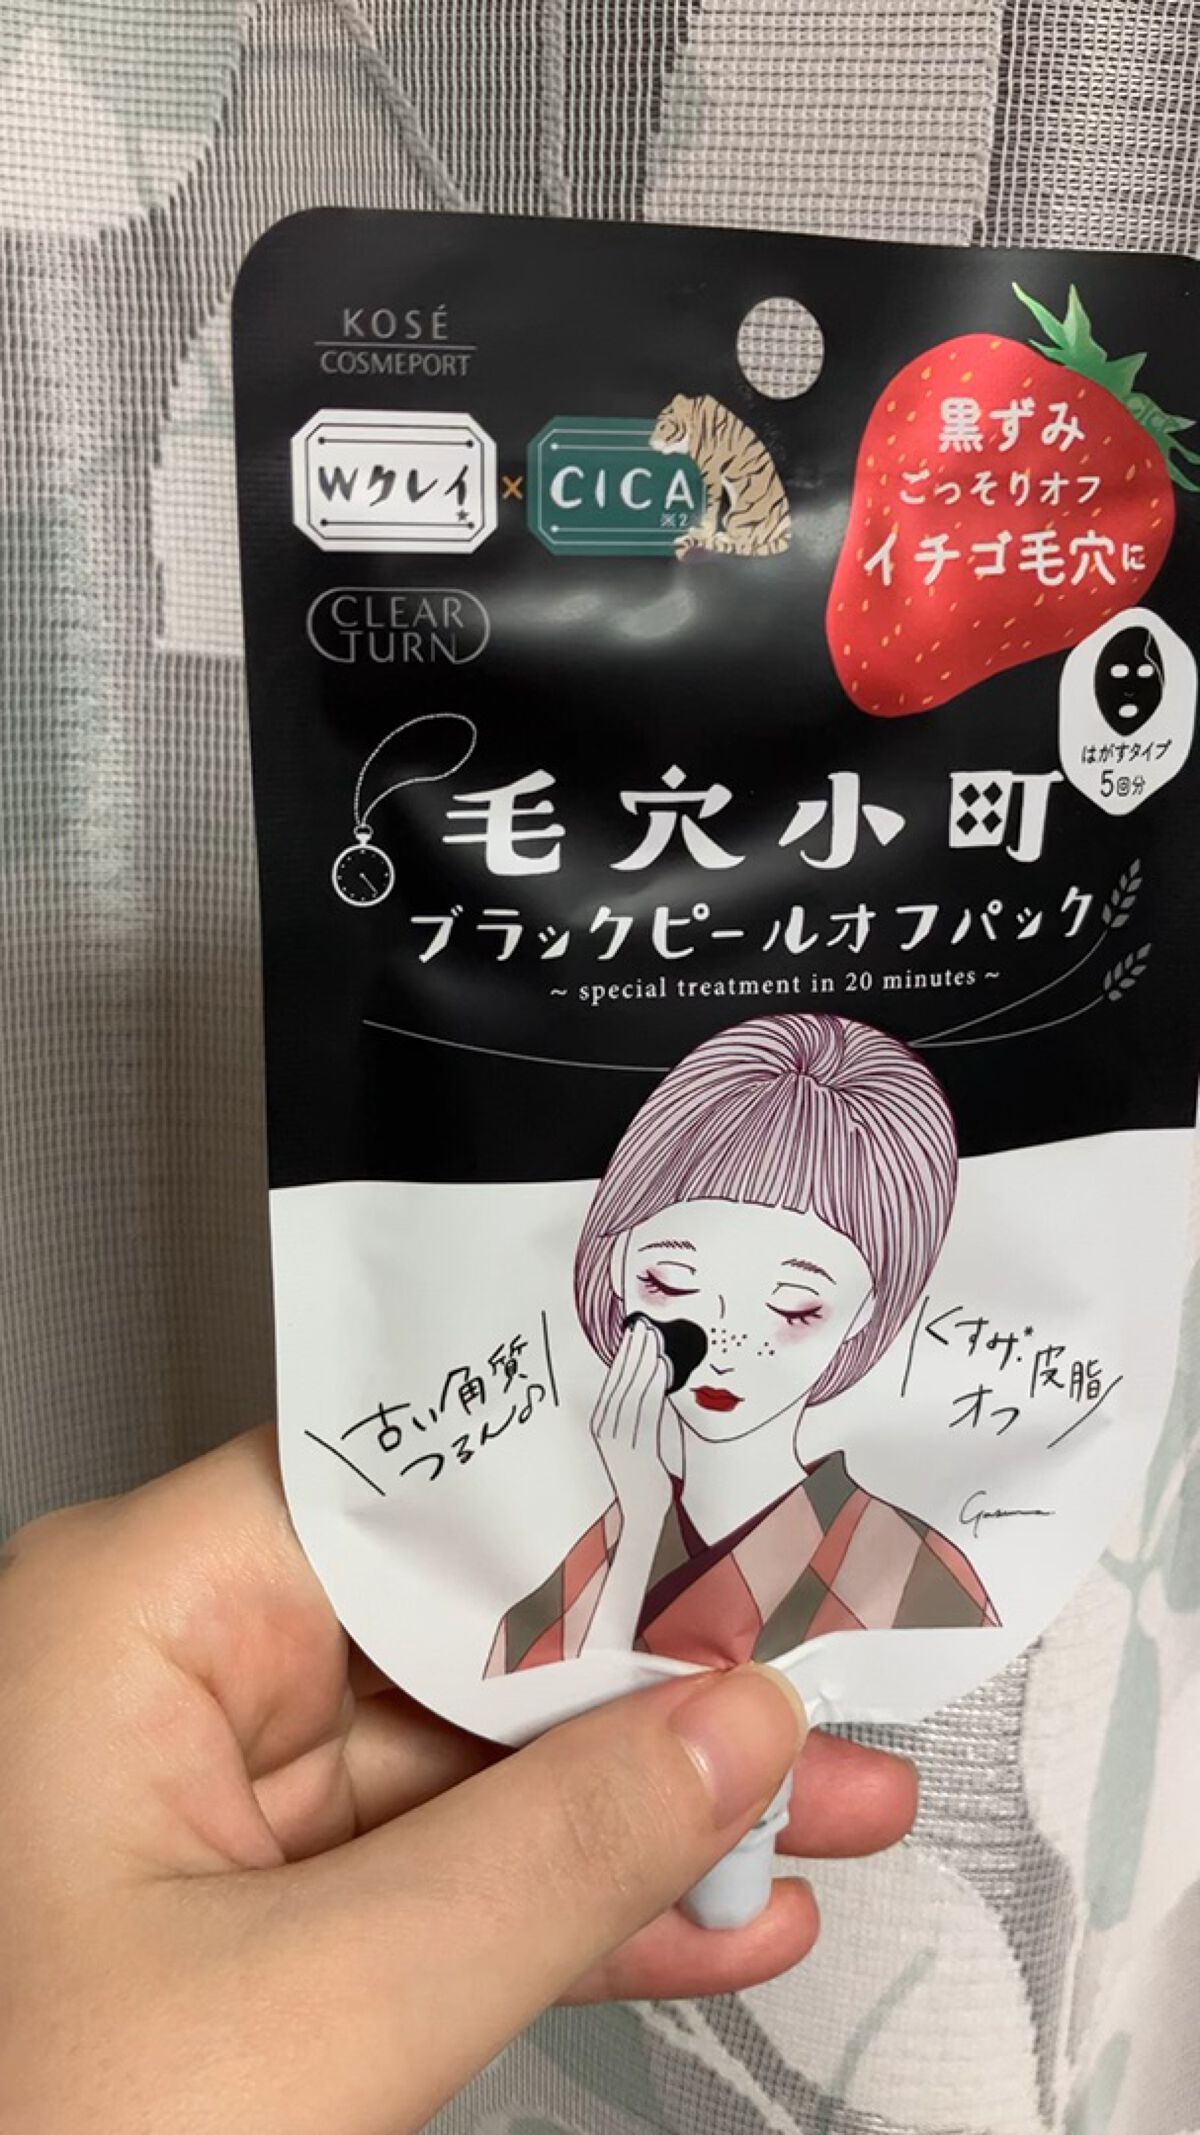 KOSÉ
COSMEPORT
Wクレイ*
×
CICA
※2
黒ずみ
ごっそりオフ
イチゴ毛穴に
CLEAR
TURN
はがすタイプ
5回分
毛穴小町
ブラックピールオフパック
~ special treatment in 20 minutes ~
古い角質
つるん♪
くすみ*・皮脂
オフ